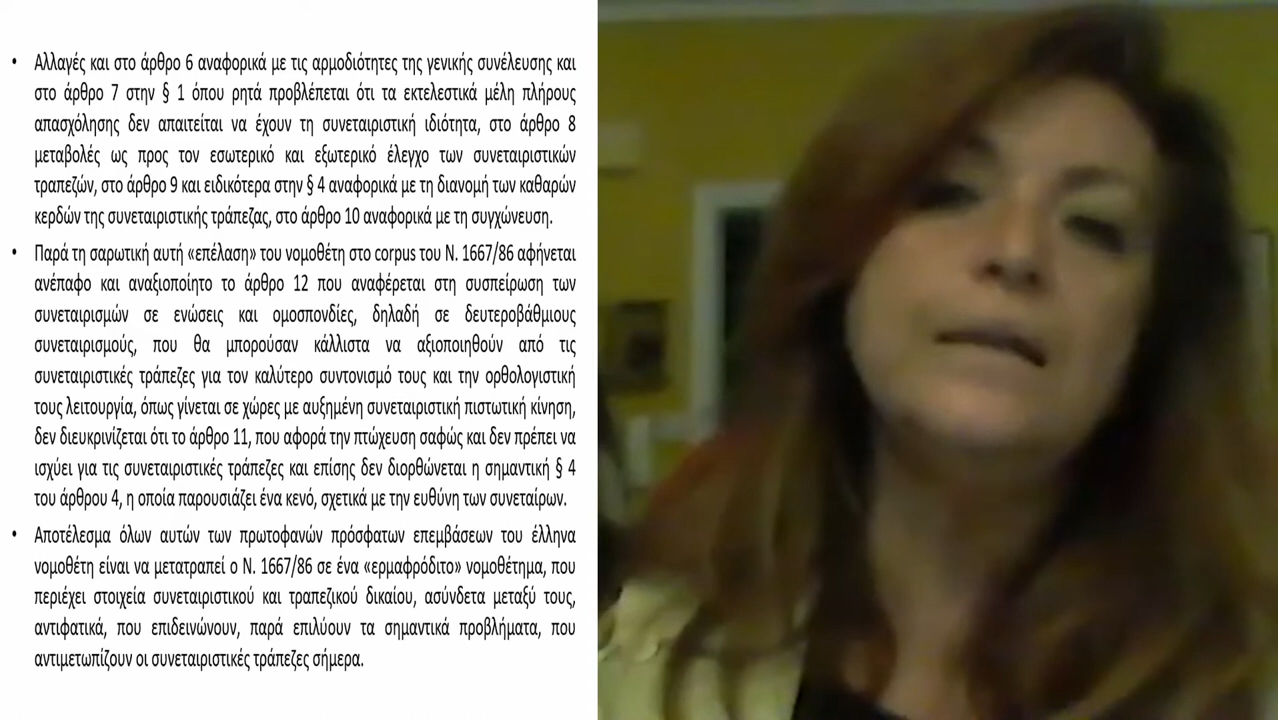 • Αλλαγές και στο άρθρο 6 αναφορικά με τις αρμοδιότητες της γενικής συνέλευσης και
στο άρθρο 7 στην § 1 όπου ρητά προβλέπεται ότι τα εκτελεστικά μέλη πλήρους
απασχόλησης δεν απαιτείται να έχουν τη συνεταιριστική ιδιότητα, στο άρθρο 8
μεταβολές ως προς τον εσωτερικό και εξωτερικό έλεγχο των συνεταιριστικών
τραπεζών, στο άρθρο 9 και ειδικότερα στην § 4 αναφορικά με τη διανομή των καθαρών
κερδών της συνεταιριστικής τράπεζας, στο άρθρο 10 αναφορικά με τη συγχώνευση.
• Παρά τη σαρωτική αυτή «επέλαση» του νομοθέτη στο corpus του Ν. 1667/86 αφήνεται
ανέπαφο και αναξιοποίητο το άρθρο 12 που αναφέρεται στη συσπείρωση των
συνεταιρισμών σε ενώσεις και ομοσπονδίες, δηλαδή σε δευτεροβάθμιους
συνεταιρισμούς, που θα μπορούσαν κάλλιστα να αξιοποιηθούν από τις
συνεταιριστικές τράπεζες για τον καλύτερο συντονισμό τους και την ορθολογιστική
τους λειτουργία, όπως γίνεται σε χώρες με αυξημένη συνεταιριστική πιστωτική κίνηση,
δεν διευκρινίζεται ότι το άρθρο 11, που αφορά την πτώχευση σαφώς και δεν πρέπει να
ισχύει για τις συνεταιριστικές τράπεζες και επίσης δεν διορθώνεται η σημαντική § 4
του άρθρου 4, η οποία παρουσιάζει ένα κενό, σχετικά με την ευθύνη των συνεταίρων.
• Αποτέλεσμα όλων αυτών των πρωτοφανών πρόσφατων επεμβάσεων του έλληνα
νομοθέτη είναι να μετατραπεί ο Ν. 1667/86 σε ένα «ερμαφρόδιτο» νομοθέτημα, που
περιέχει στοιχεία συνεταιριστικού και τραπεζικού δικαίου, ασύνδετα μεταξύ τους,
αντιφατικά, που επιδεινώνουν, παρά επιλύουν τα σημαντικά προβλήματα, που
αντιμετωπίζουν οι συνεταιριστικές τράπεζες σήμερα.